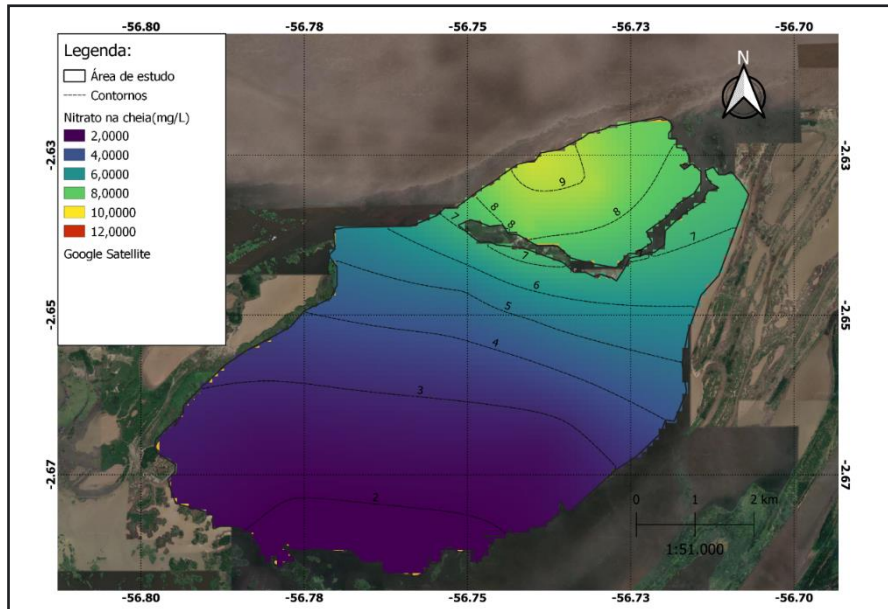 -56.80 -56.78 -56.75 -56.73 -56.70
Legenda:
Área de estudo
Contornos
Nitrato na cheia(mg/L)
2,0000
4,0000
6,0000
8,0000
10,0000
12,0000
Google Satellite
N
-2.63 -2.63
9
8
8
8
7
7
7
6
5
-2.65 -2.65
4
3
-2.67 -2.67
2
0 1 2 km
1:51.000
-56.80 -56.78 -56.75 -56.73 -56.70